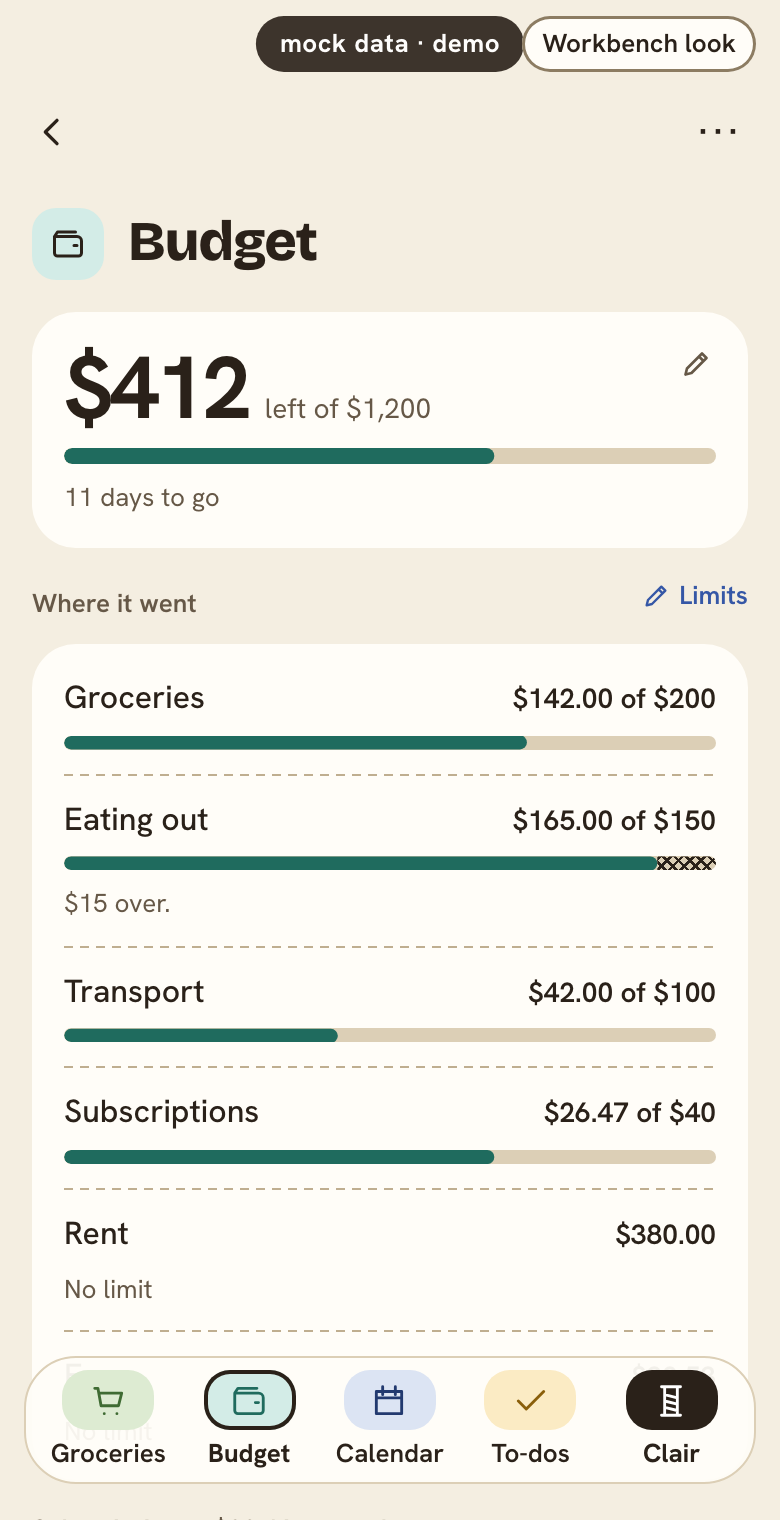 mock data · demo Workbench look
...
Budget
$412 left of $1,200
11 days to go
Where it went Limits
Groceries $142.00 of $200
Eating out $165.00 of $150
$15 over.
Transport $42.00 of $100
Subscriptions $26.47 of $40
Rent $380.00
No limit
No limit
Groceries Budget Calendar To-dos Clair